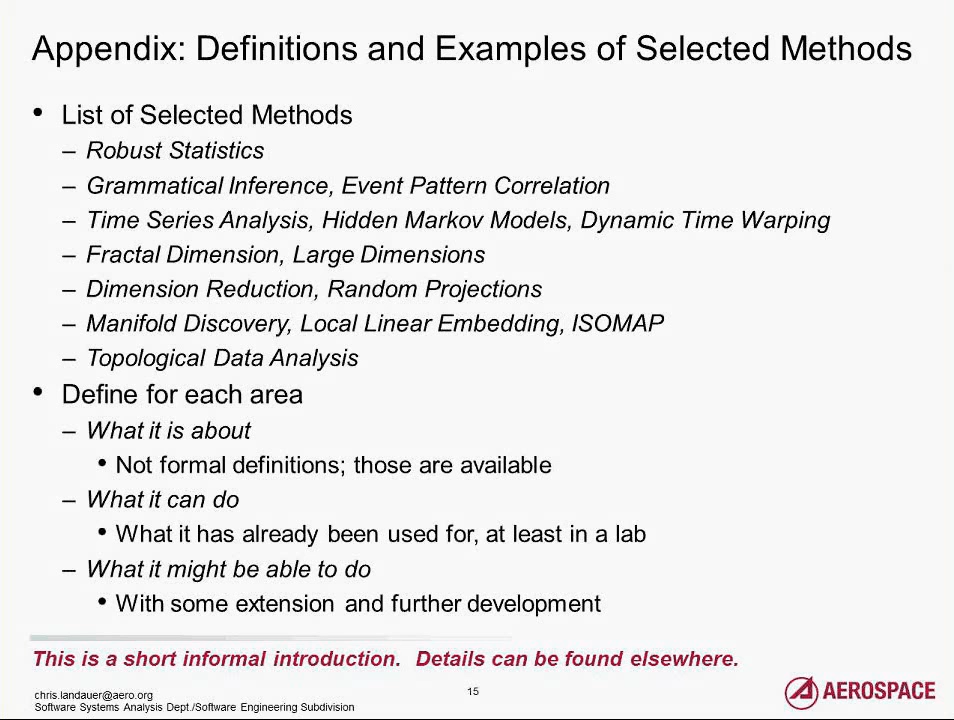 Appendix: Definitions and Examples of Selected Methods
• List of Selected Methods
– Robust Statistics
– Grammatical Inference, Event Pattern Correlation
– Time Series Analysis, Hidden Markov Models, Dynamic Time Warping
– Fractal Dimension, Large Dimensions
– Dimension Reduction, Random Projections
– Manifold Discovery, Local Linear Embedding, ISOMAP
– Topological Data Analysis
• Define for each area
– What it is about
• Not formal definitions; those are available
– What it can do
• What it has already been used for, at least in a lab
– What it might be able to do
• With some extension and further development
This is a short informal introduction.  Details can be found elsewhere.
chris.landauer@aero.org
Software Systems Analysis Dept./Software Engineering Subdivision
15
AEROSPACE